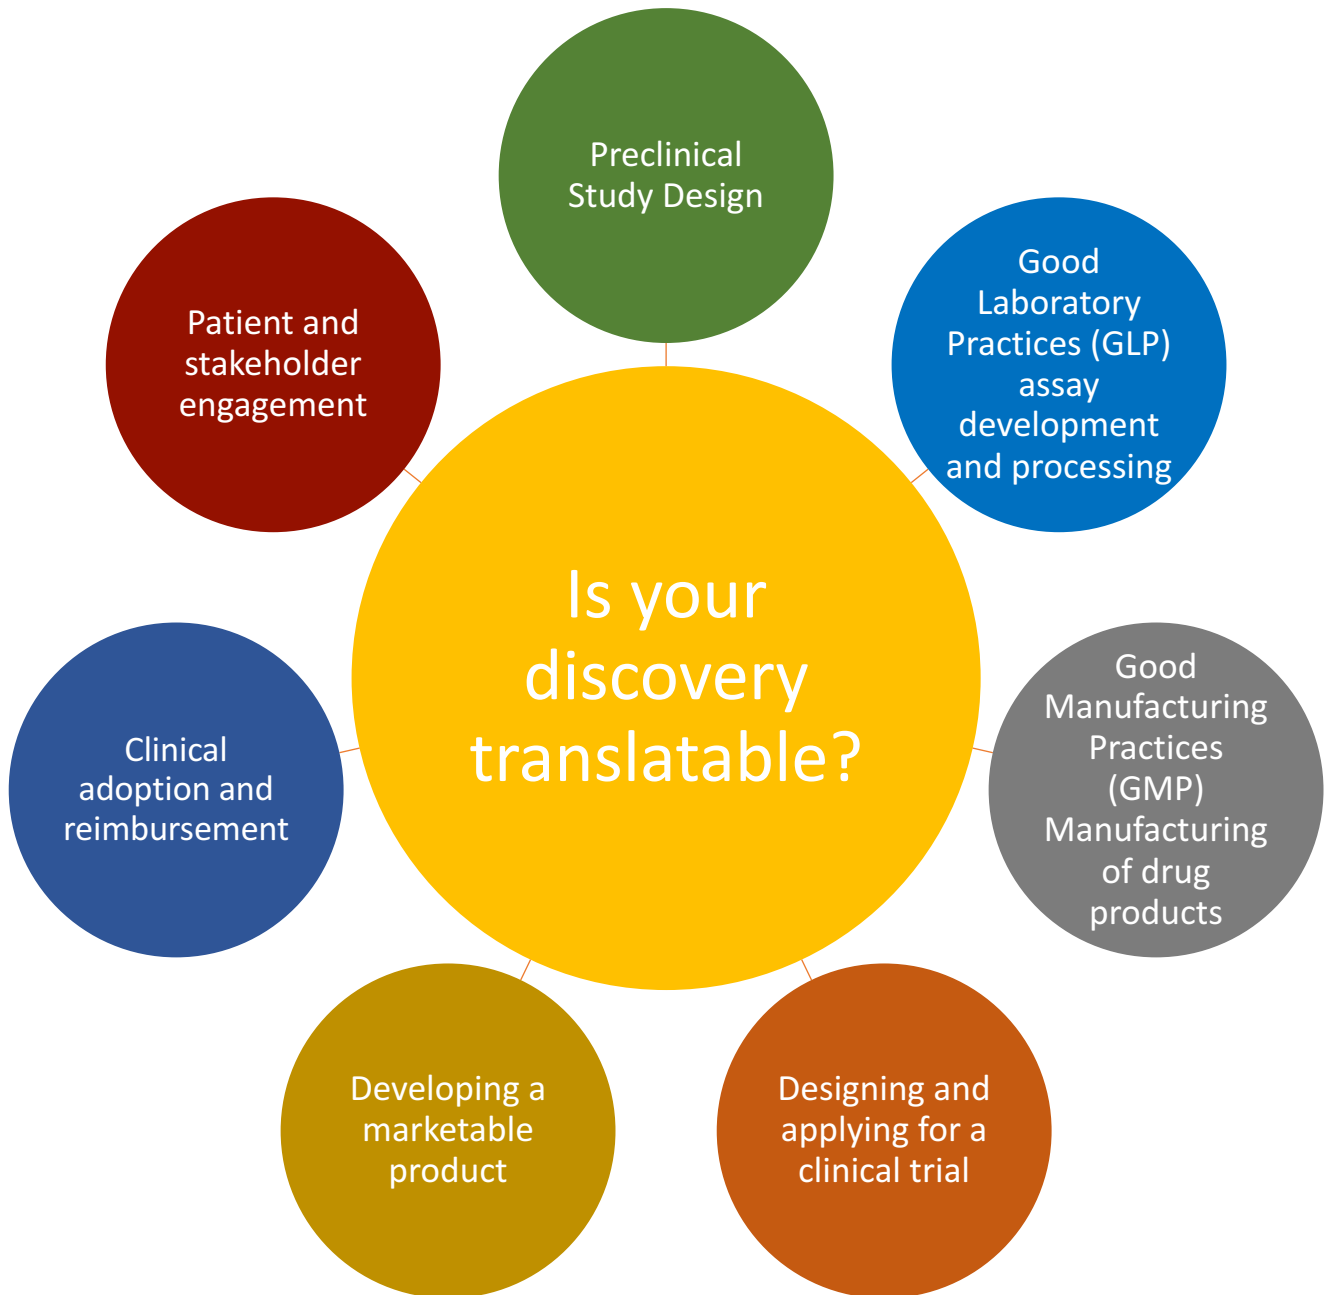 Preclinical
Study Design
Good
Laboratory
Practices (GLP)
assay
development
and processing
Good
Manufacturing
Practices
(GMP)
Manufacturing
of drug
products
Designing and
applying for a
clinical trial
Developing a
marketable
product
Clinical
adoption and
reimbursement
Patient and
stakeholder
engagement
Is your
discovery
translatable?